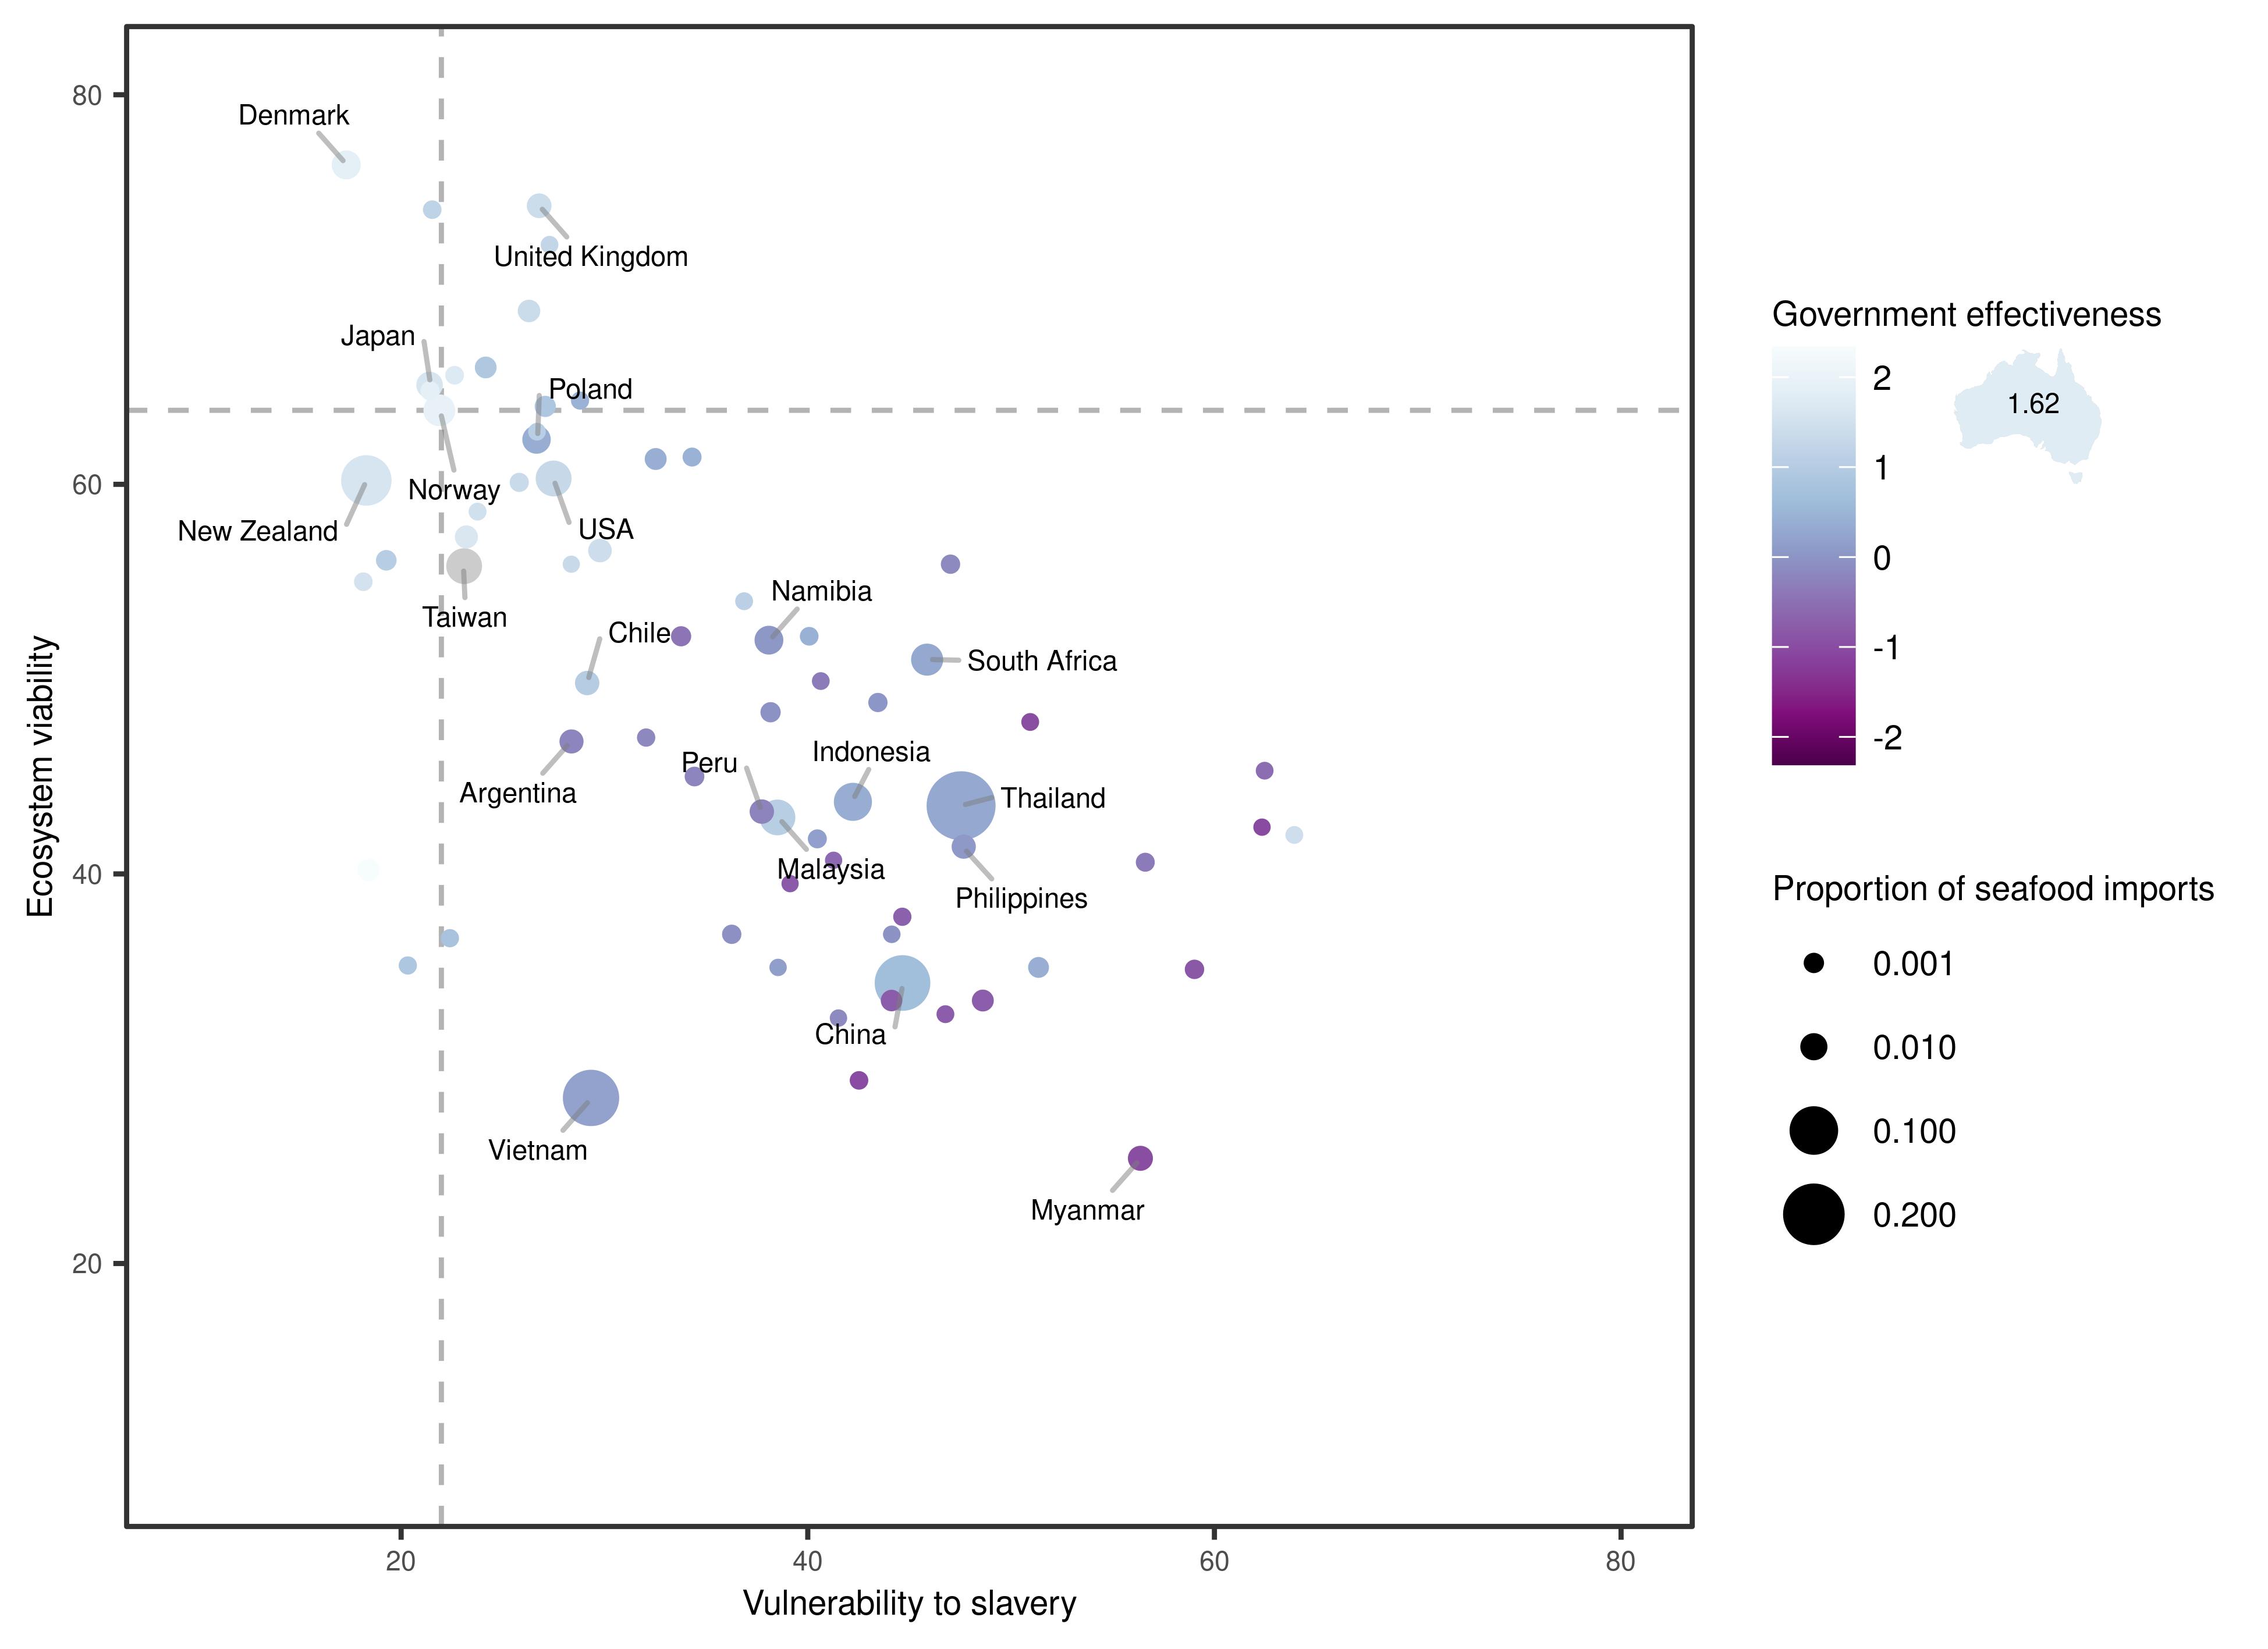 80
60
40
20
Ecosystem viability
Denmark
United Kingdom
Japan
Poland
Norway
New Zealand
USA
Taiwan
Namibia
Chile
South Africa
Indonesia
Peru
Argentina
Thailand
Malaysia
Philippines
China
Vietnam
Myanmar
20
40
60
80
Vulnerability to slavery
Government effectiveness
2
1
0
-1
-2
1.62
Proportion of seafood imports
0.001
0.010
0.100
0.200